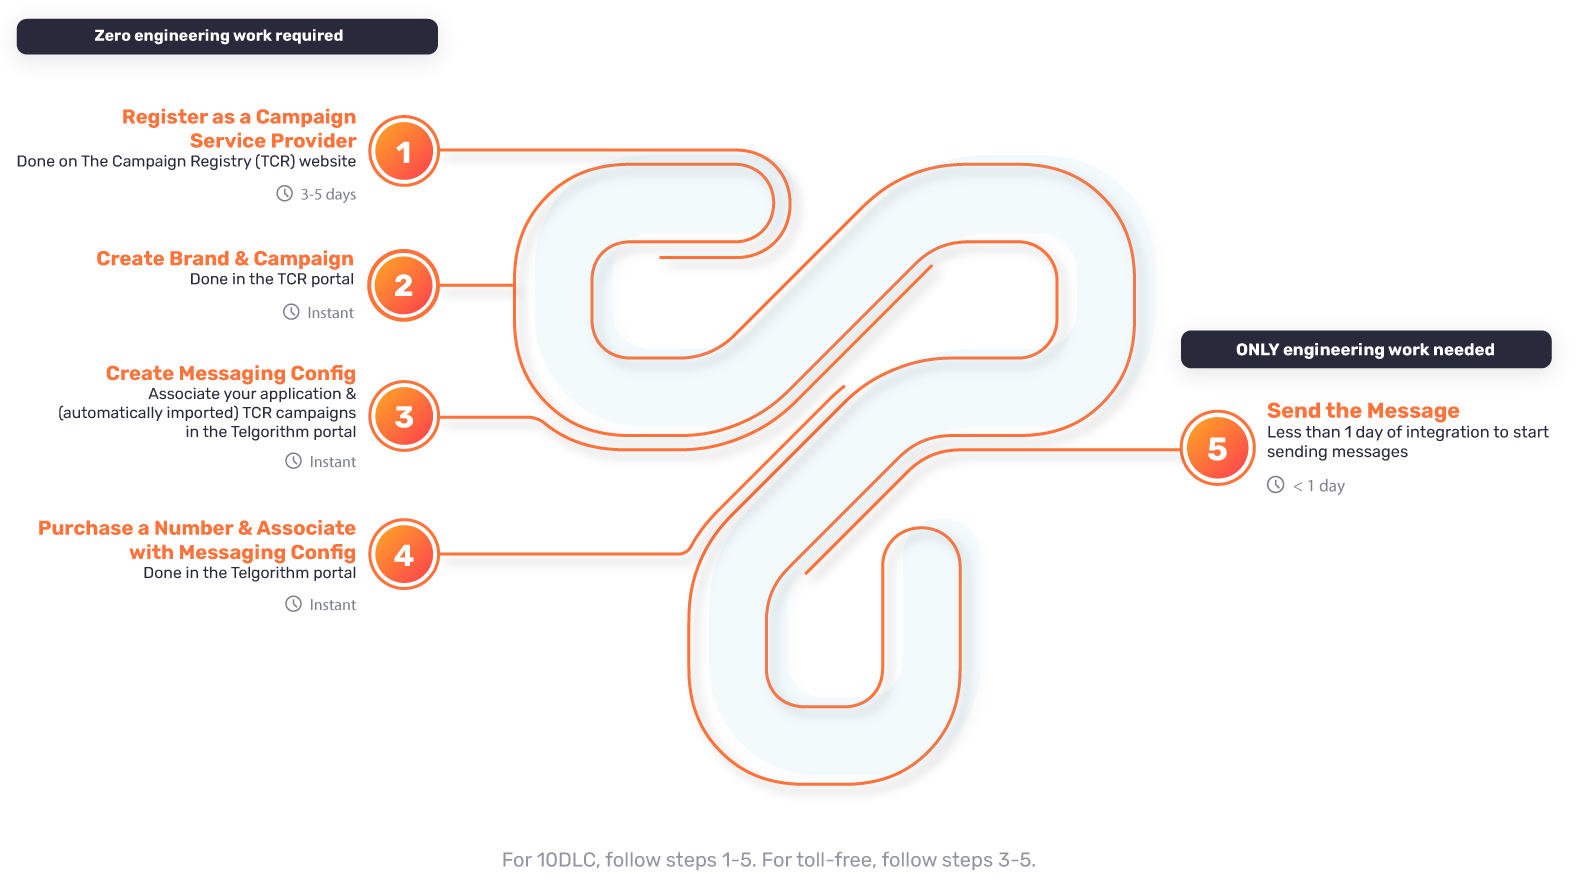 Zero engineering work required
Register as a Campaign
Service Provider
Done on The Campaign Registry (TCR) website
3-5 days
1
Create Brand & Campaign
Done in the TCR portal
Instant
2
Create Messaging Config
Associate your application &
(automatically imported) TCR campaigns
in the Telgorithm portal
Instant
3
Purchase a Number & Associate
with Messaging Config
Done in the Telgorithm portal
Instant
4
ONLY engineering work needed
5
Send the Message
Less than 1 day of integration to start
sending messages
< 1 day
For 10DLC, follow steps 1-5. For toll-free, follow steps 3-5.